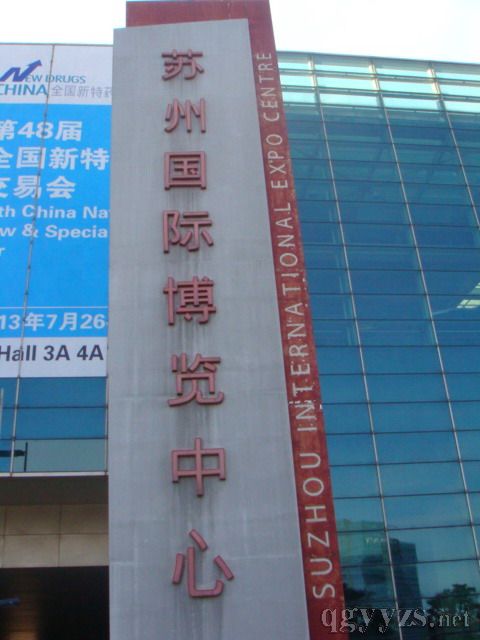 NEW DRUGS
CHINA 全国新特药
第48届
全国新特
交易会
th China Na
w & Specia
r
13年7月26
Hall 3A 4A
苏州国际博览中心
SUZHOU INTERNATIONAL EXPO CENTRE
qgyyzs.net